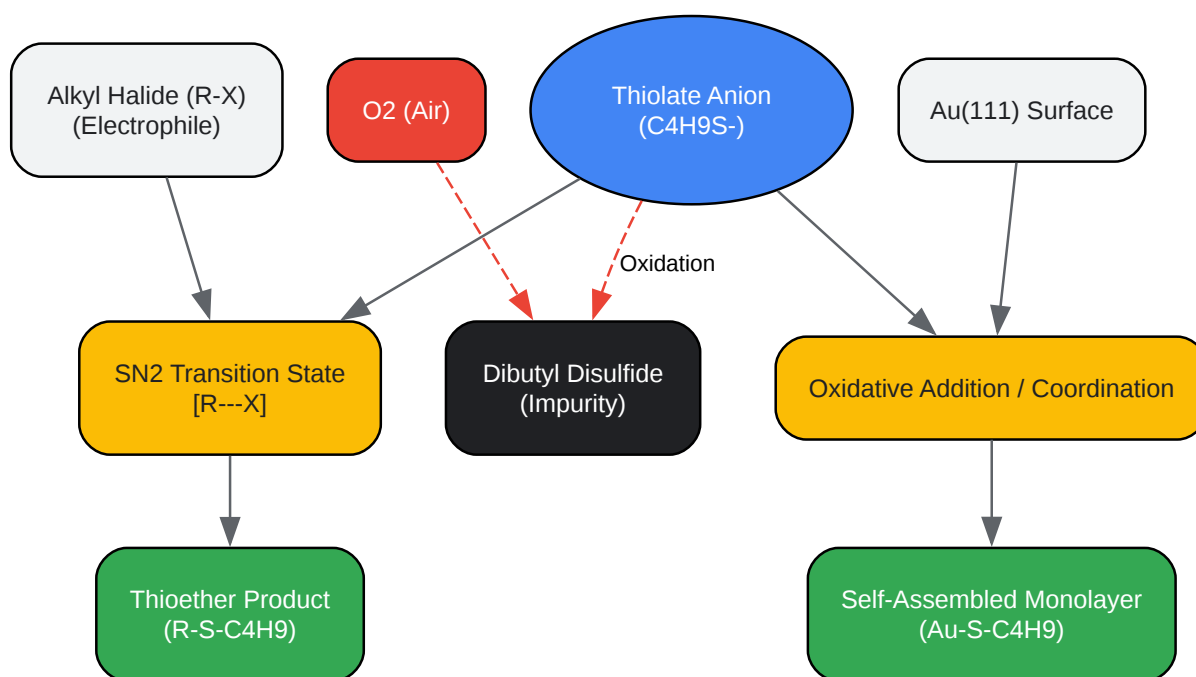 Alkyl Halide (R-X)
(Electrophile)
O2 (Air)
Thiolate Anion
(C4H9S-)
Au(111) Surface
Oxidation
SN2 Transition State
[R---X]
Dibutyl Disulfide
(Impurity)
Oxidative Addition / Coordination
Thioether Product
(R-S-C4H9)
Self-Assembled Monolayer
(Au-S-C4H9)